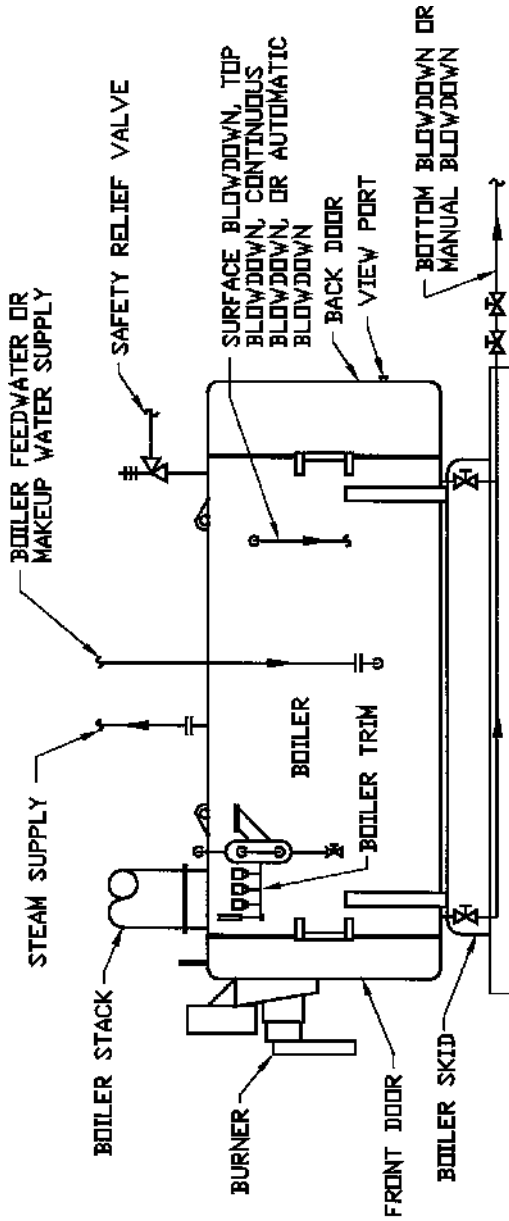 BOILER STACK
STEAM SUPPLY
BOILER FEEDWATER OR
MAKEUP WATER SUPPLY
SAFETY RELIEF VALVE
SURFACE BLOWDOWN, TOP
BLOWDOWN, CONTINUOUS
BLOWDOWN, OR AUTOMATIC
BLOWDOWN
BACK DOOR
VIEW PORT
BURNER
BOILER
BOILER TRIM
FRONT DOOR
BOILER SKID
BOTTOM BLOWDOWN OR
MANUAL BLOWDOWN